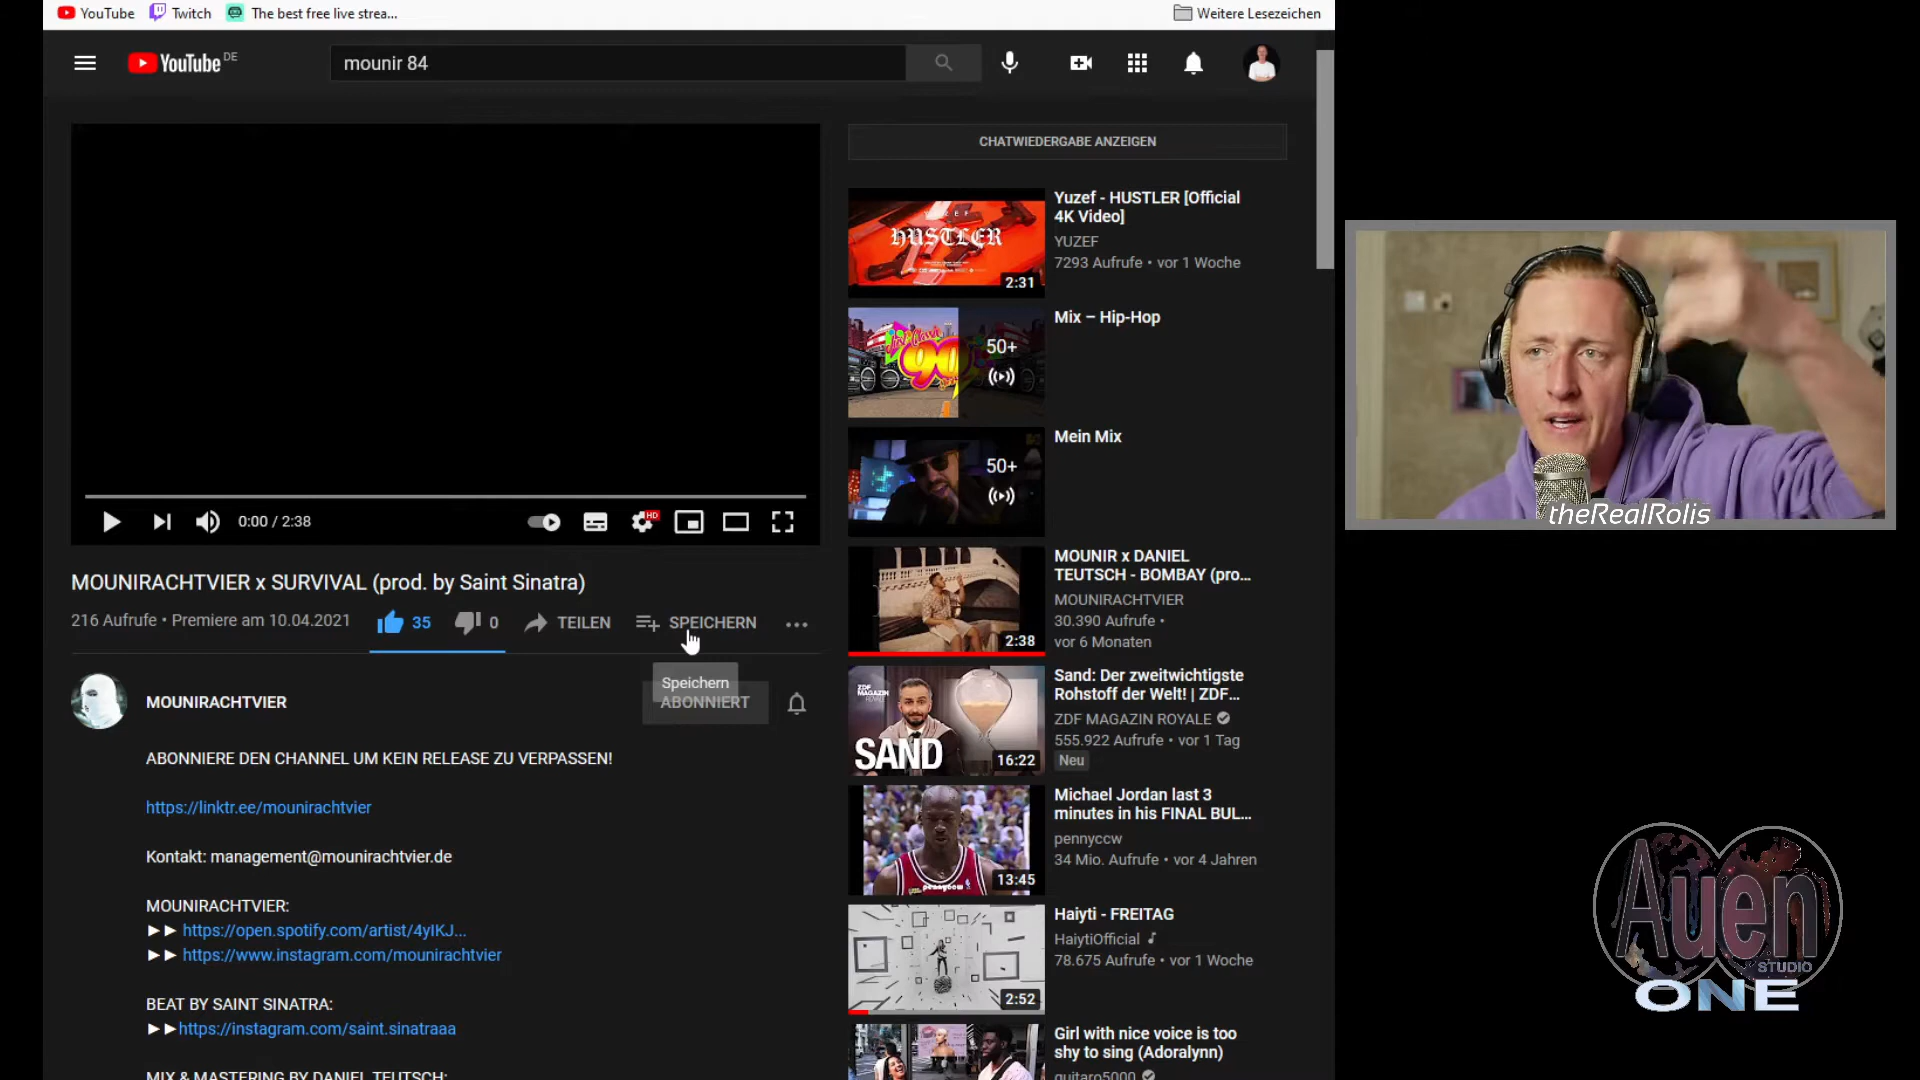 YouTube
Twitch
The best free live strea...
Weitere Lesezeichen
YouTube DE
mounir 84
CHATWIEDERGABE ANZEIGEN
HUSTLER
2:31
Yuzef - HUSTLER [Official
4K Video]
YUZEF
7293 Aufrufe • vor 1 Woche
90
50+
Mix – Hip-Hop
50+
Mein Mix
0:00 / 2:38
HD
MOUNIRACHTVIER x SURVIVAL (prod. by Saint Sinatra)
216 Aufrufe • Premiere am 10.04.2021
35
0
TEILEN
SPEICHERN
Speichern
ABONNIERT
MOUNIRACHTVIER
ABONNIERE DEN CHANNEL UM KEIN RELEASE ZU VERPASSEN!
https://linktr.ee/mounirachtvier
Kontakt: management@mounirachtvier.de
MOUNIRACHTVIER:
►► https://open.spotify.com/artist/4yIKJ...
►► https://www.instagram.com/mounirachtvier
BEAT BY SAINT SINATRA:
►►https://instagram.com/saint.sinatraaa
MIX & MASTERING BY DANIEL TEUTSCH:
2:38
MOUNIR x DANIEL
TEUTSCH - BOMBAY (pro...
MOUNIRACHTVIER
30.390 Aufrufe •
vor 6 Monaten
ZDF MAGAZIN ROYALE
SAND
16:22
Sand: Der zweitwichtigste
Rohstoff der Welt! | ZDF...
ZDF MAGAZIN ROYALE
555.922 Aufrufe • vor 1 Tag
Neu
pennyccw
13:45
Michael Jordan last 3
minutes in his FINAL BUL...
pennyccw
34 Mio. Aufrufe • vor 4 Jahren
2:52
Haiyti - FREITAG
HaiytiOfficial
78.675 Aufrufe • vor 1 Woche
Girl with nice voice is too
shy to sing (Adoralynn)
guitaro5000
theRealRolis
Auen
STUDIO
ONE